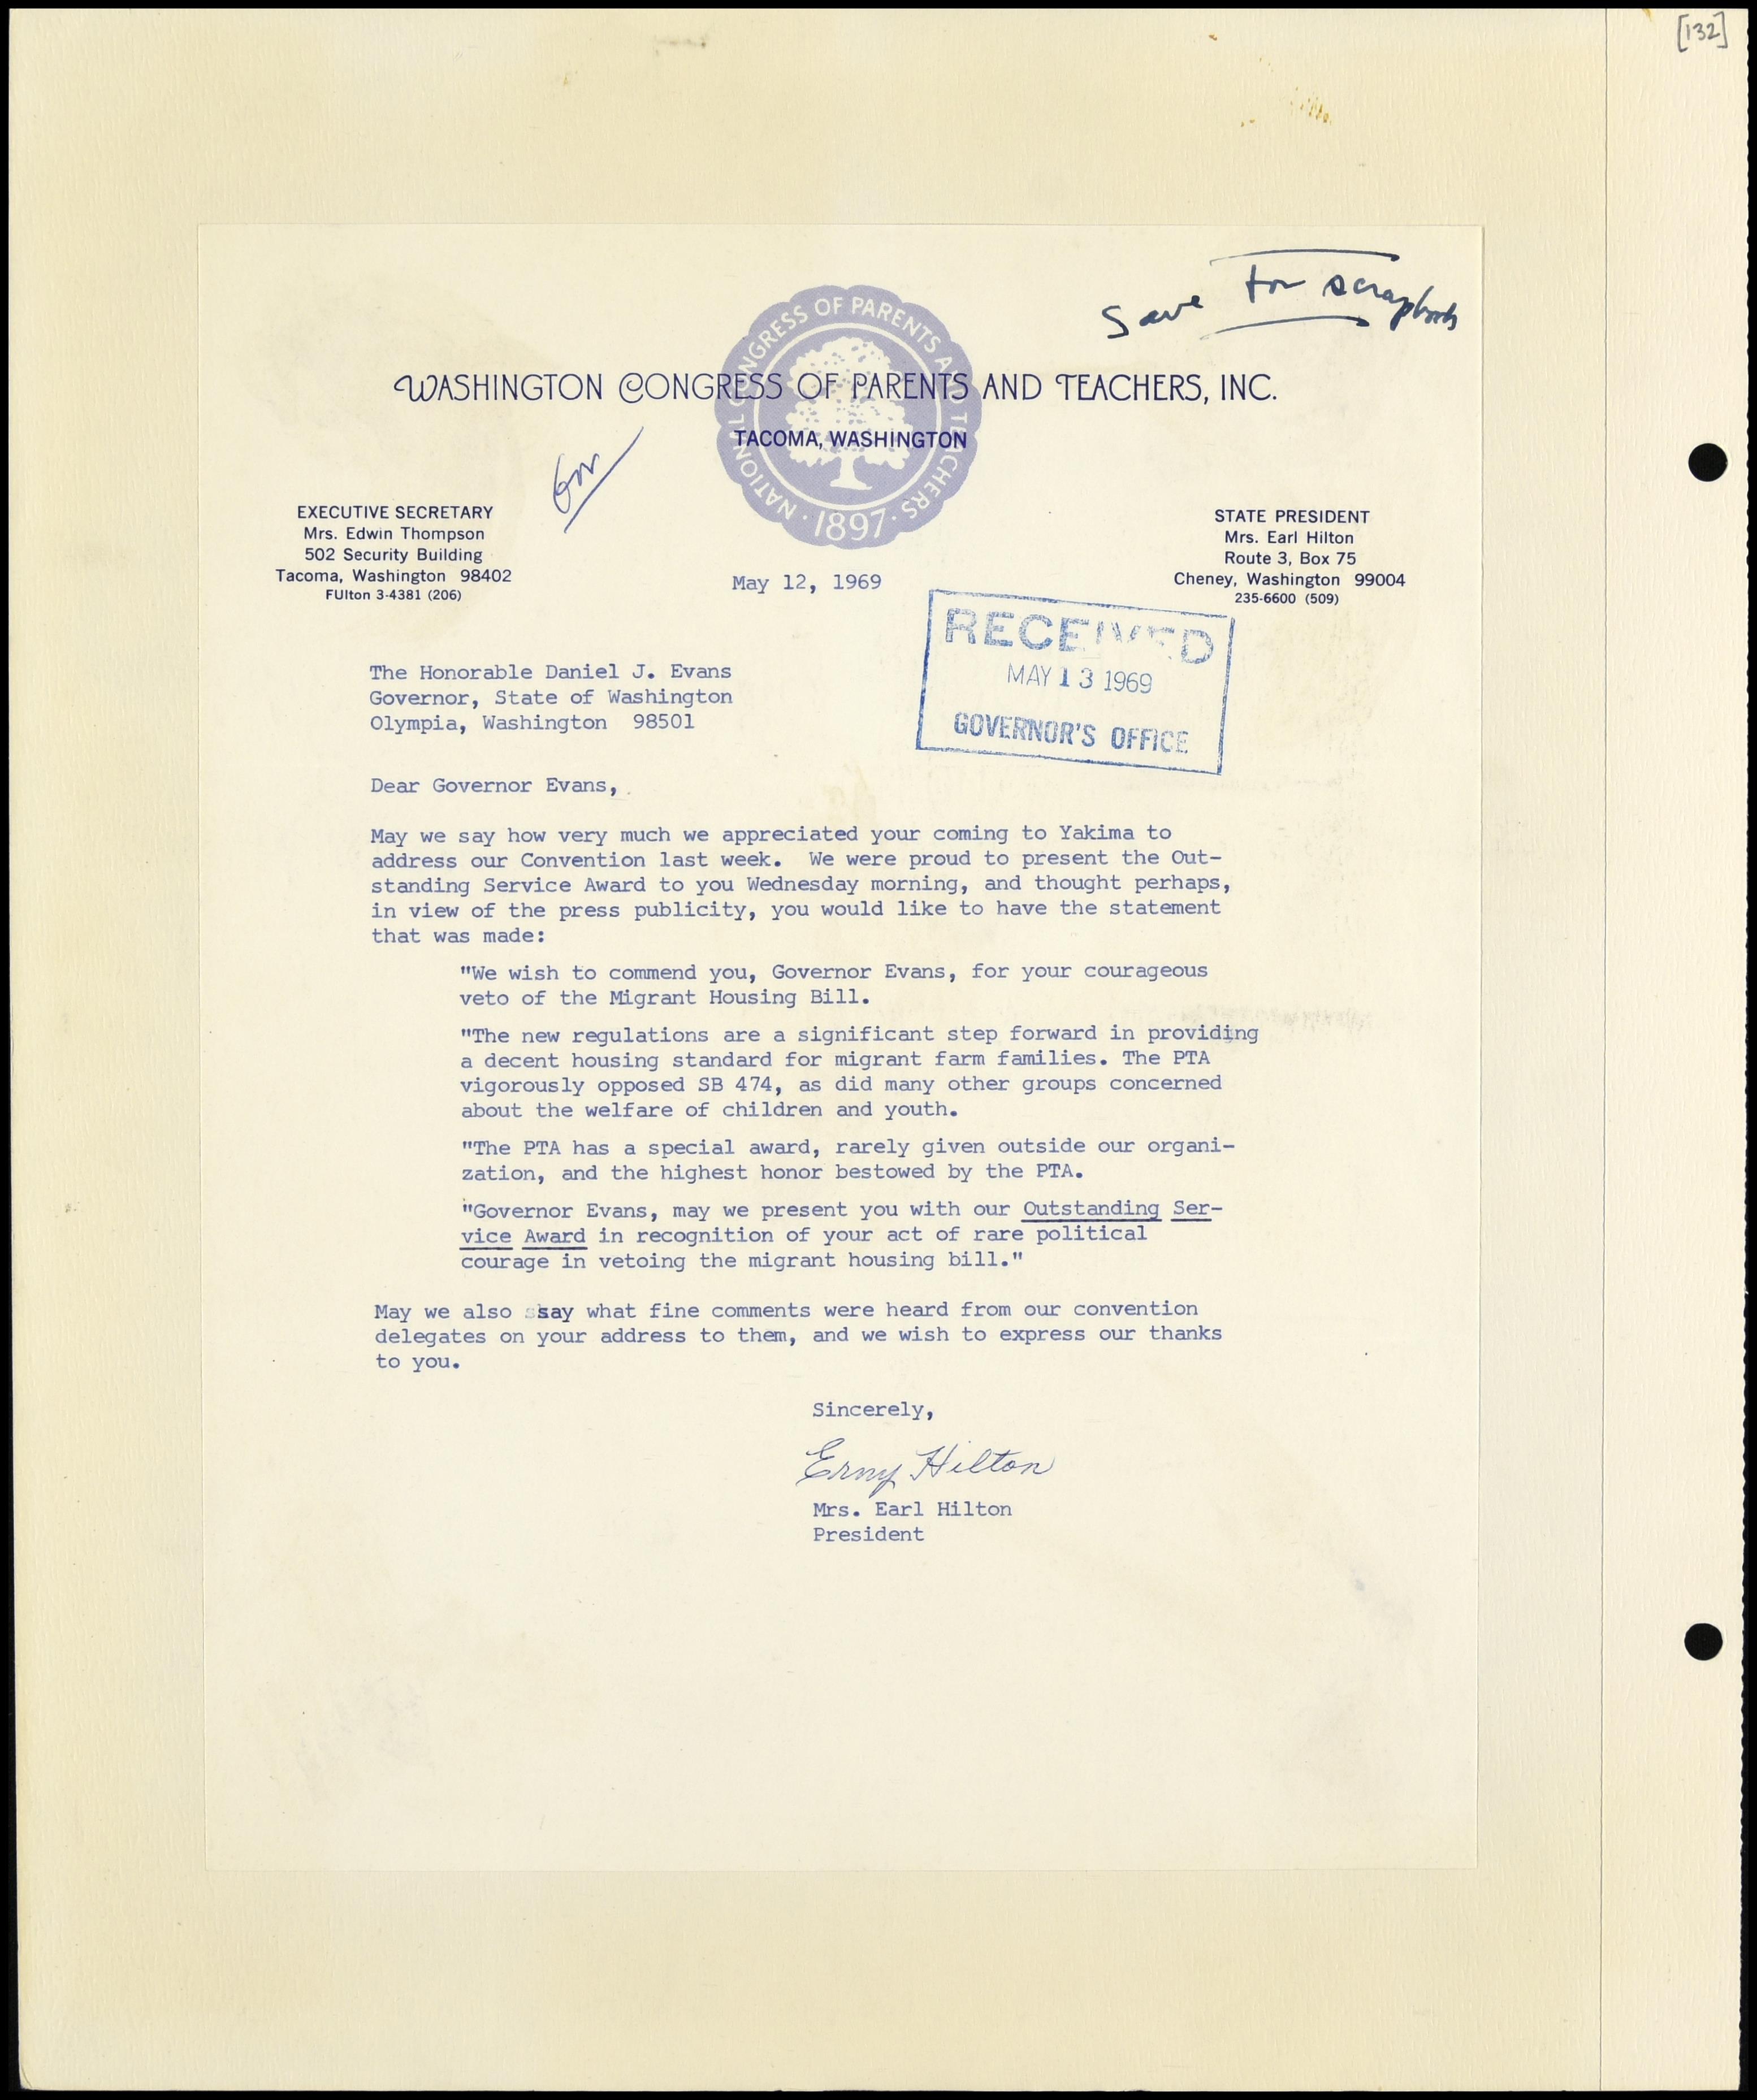 [132]
Save for scrapbook
NATIONAL CONGRESS OF PARENTS AND TEACHERS · 1897 ·
WASHINGTON CONGRESS OF PARENTS AND TEACHERS, INC.
TACOMA, WASHINGTON
Gov
EXECUTIVE SECRETARY
Mrs. Edwin Thompson
502 Security Building
Tacoma, Washington 98402
FUlton 3-4381 (206)
STATE PRESIDENT
Mrs. Earl Hilton
Route 3, Box 75
Cheney, Washington 99004
235-6600 (509)
May 12, 1969
RECEIVED
MAY 13 1969
GOVERNOR'S OFFICE
The Honorable Daniel J. Evans
Governor, State of Washington
Olympia, Washington 98501
Dear Governor Evans,
May we say how very much we appreciated your coming to Yakima to
address our Convention last week. We were proud to present the Out-
standing Service Award to you Wednesday morning, and thought perhaps,
in view of the press publicity, you would like to have the statement
that was made:
"We wish to commend you, Governor Evans, for your courageous
veto of the Migrant Housing Bill.
"The new regulations are a significant step forward in providing
a decent housing standard for migrant farm families. The PTA
vigorously opposed SB 474, as did many other groups concerned
about the welfare of children and youth.
"The PTA has a special award, rarely given outside our organi-
zation, and the highest honor bestowed by the PTA.
"Governor Evans, may we present you with our Outstanding Ser-
vice Award in recognition of your act of rare political
courage in vetoing the migrant housing bill."
May we also say what fine comments were heard from our convention
delegates on your address to them, and we wish to express our thanks
to you.
Sincerely,
Erny Hilton
Mrs. Earl Hilton
President